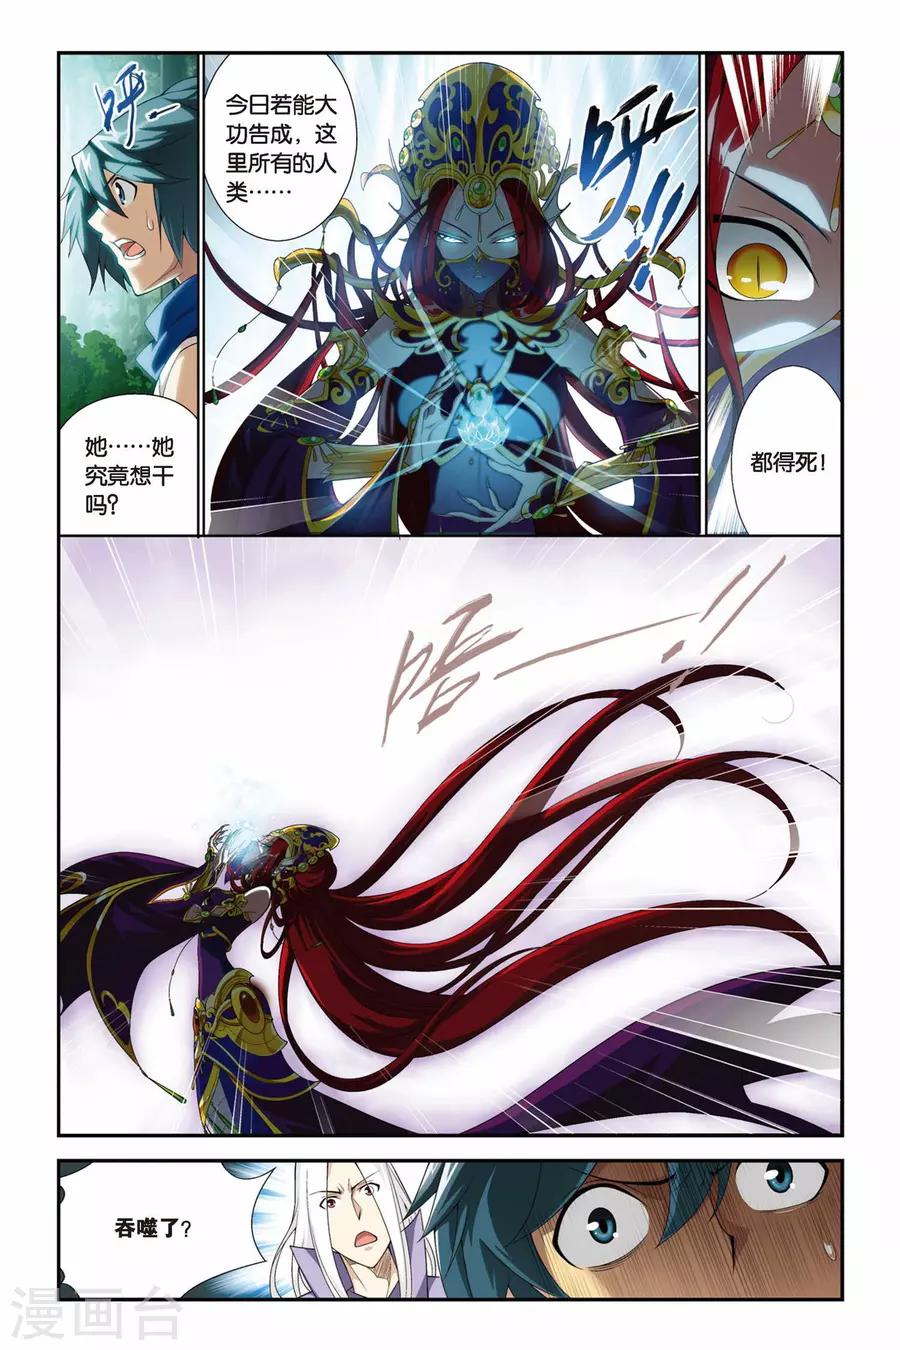 呼一
她……她
究竟想干
吗？
今日若能大
功告成，这
里所有的人
类……
呼!!
都得死！
唔—!!
吞噬了？
漫画台